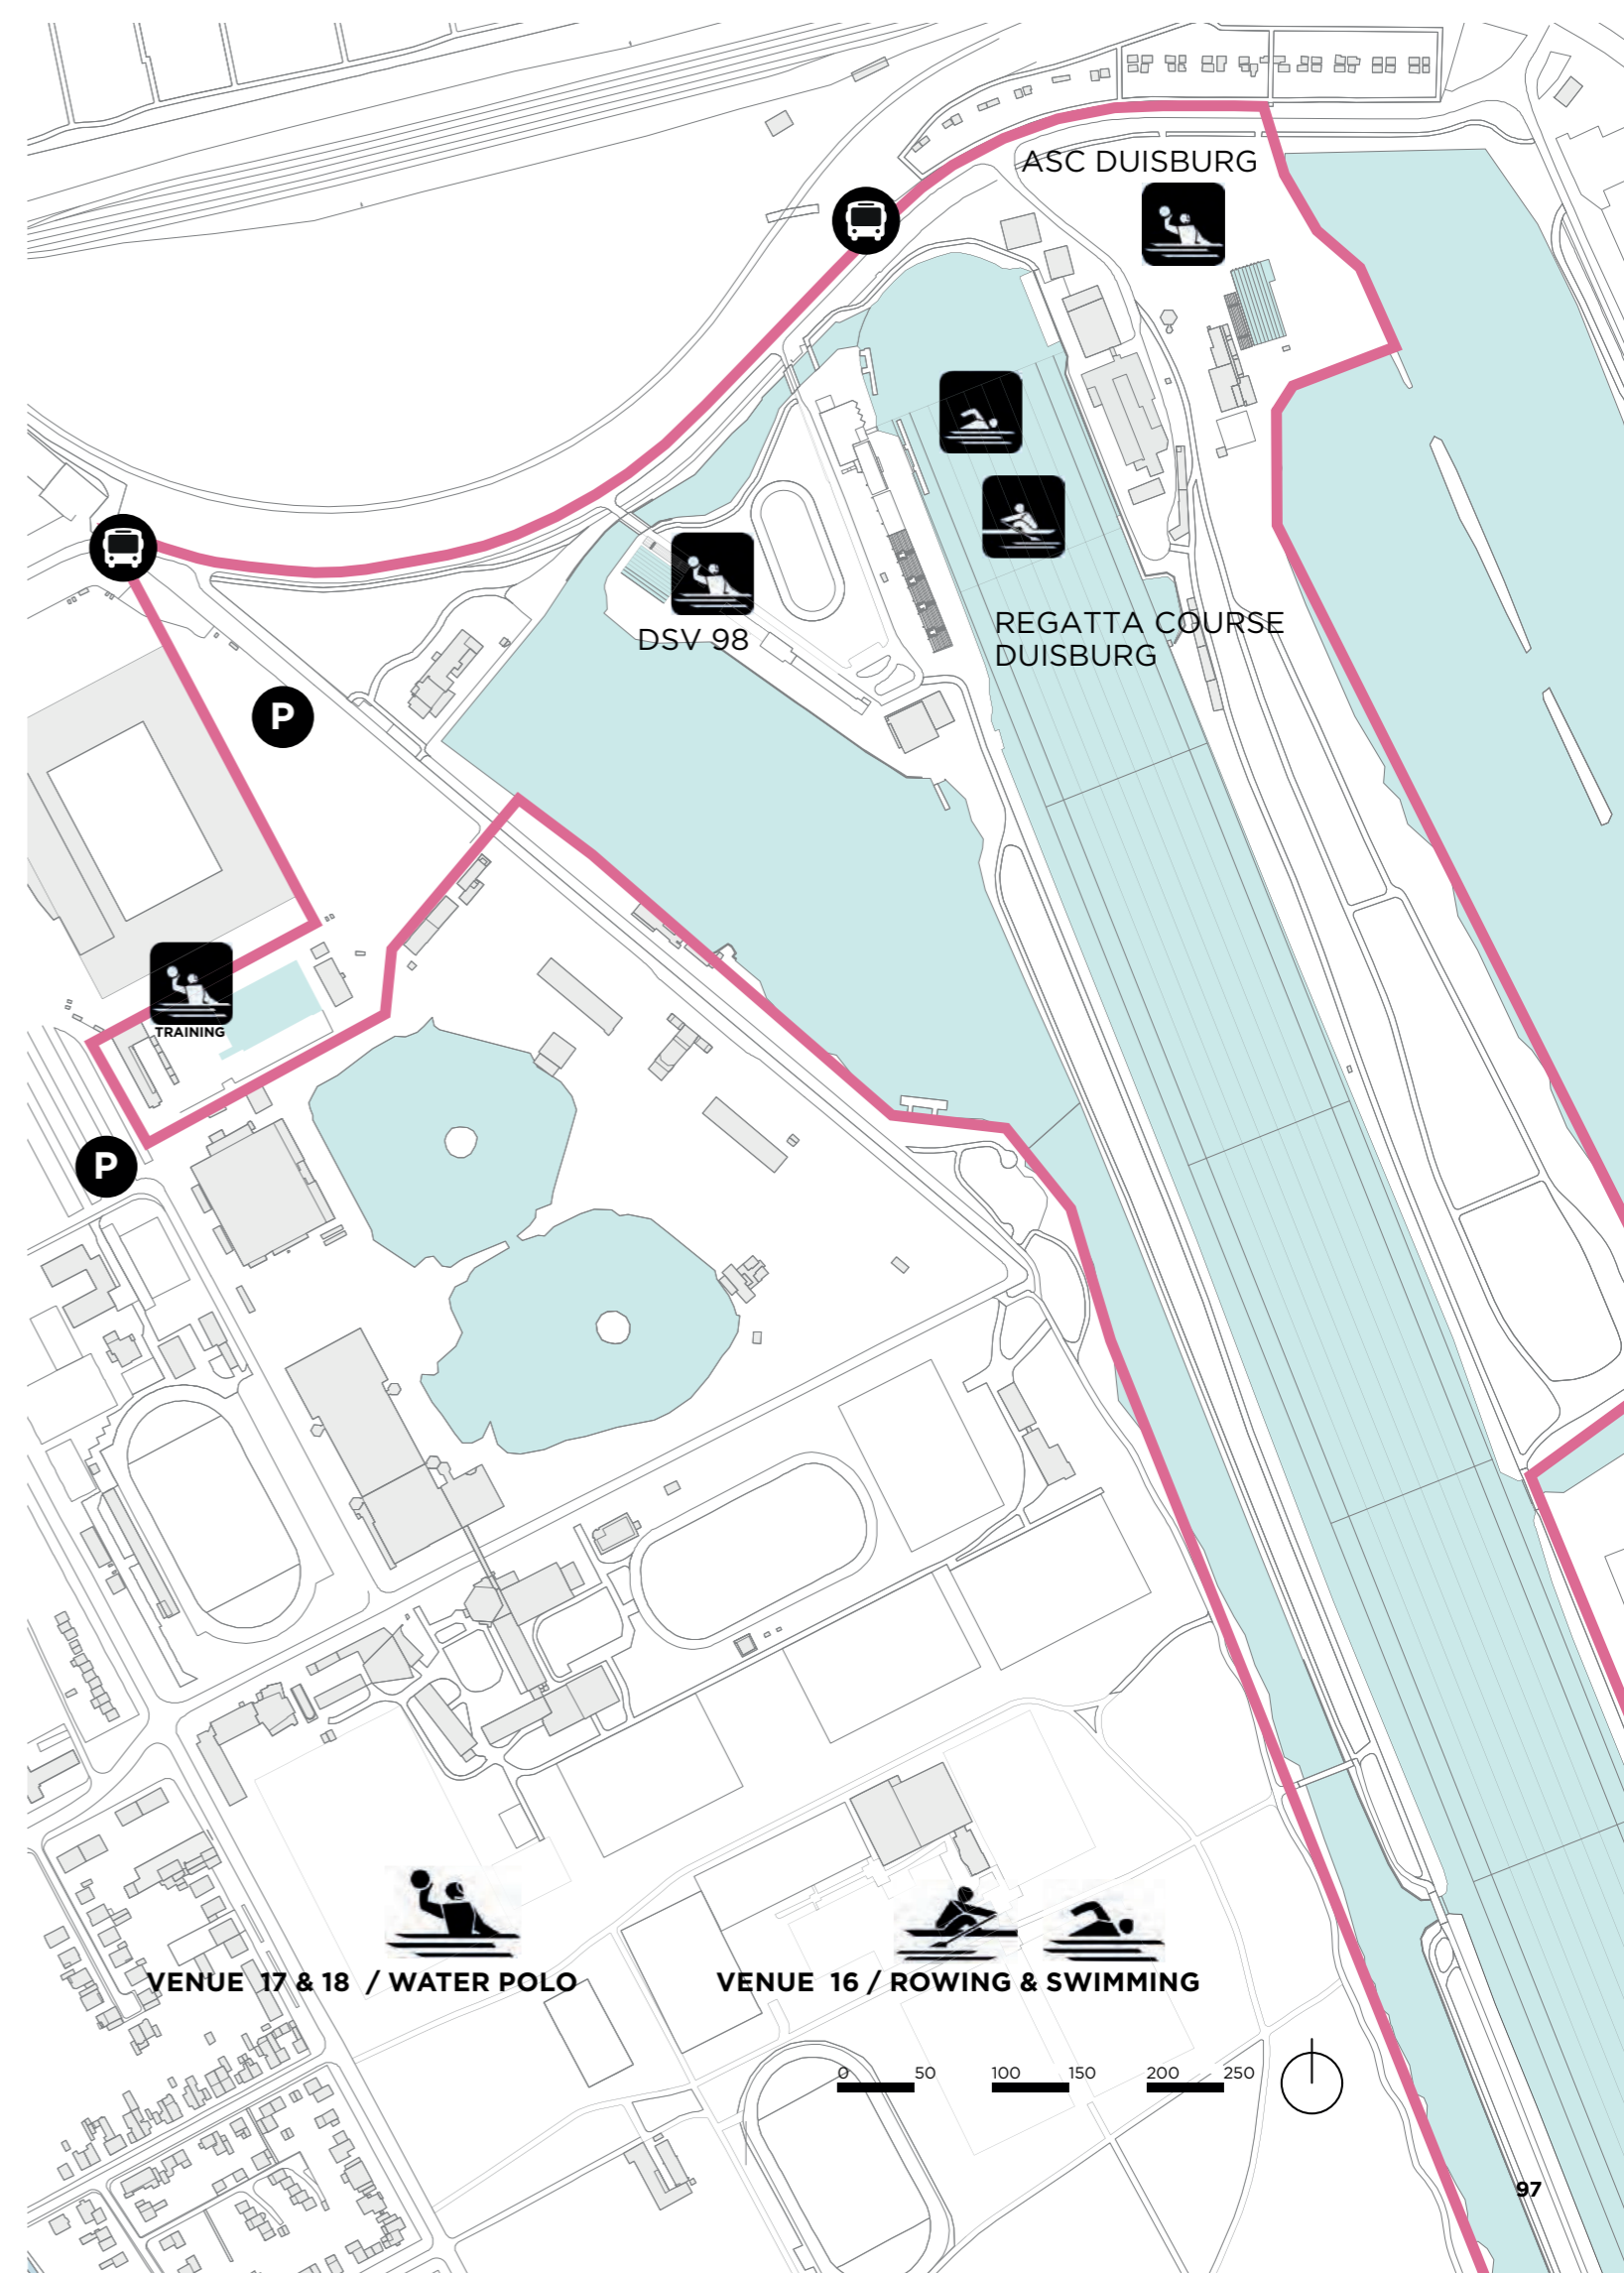 ASC DUISBURG
REGATTA COURSE
DUISBURG
DSV 98
P
TRAINING
P
VENUE 17 & 18 / WATER POLO
VENUE 16 / ROWING & SWIMMING
0 50 100 150 200 250
97